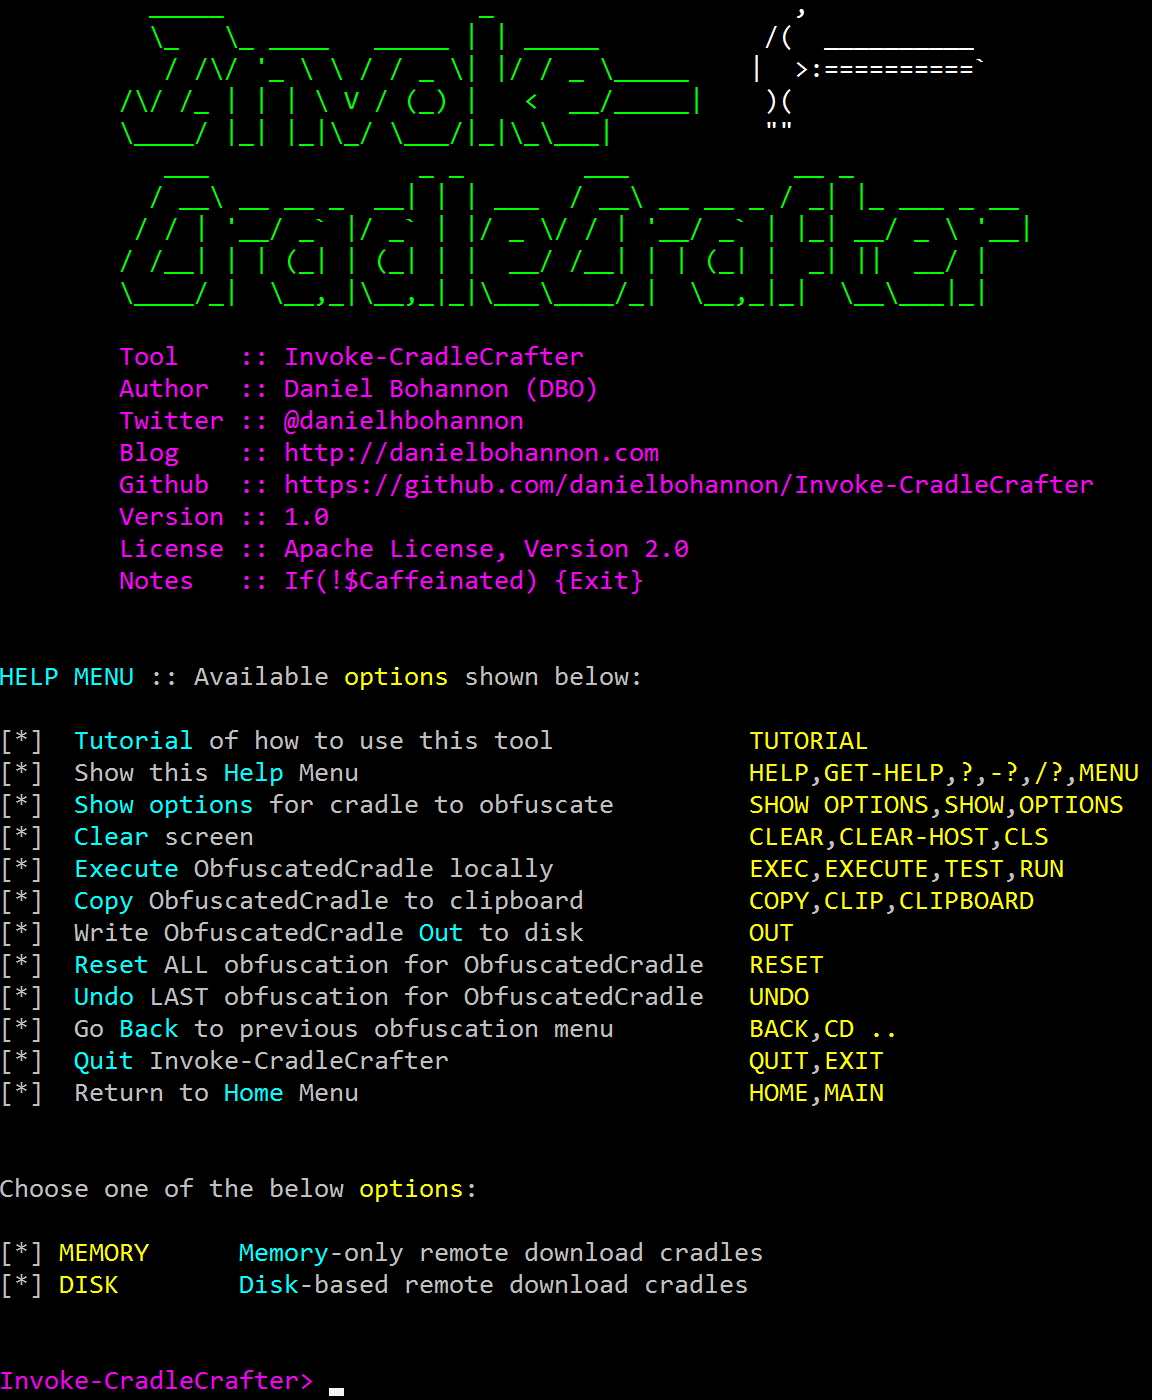 Invoke-
CradleCrafter
Tool    :: Invoke-CradleCrafter
Author  :: Daniel Bohannon (DBO)
Twitter :: @danielhbohannon
Blog    :: http://danielbohannon.com
Github  :: https://github.com/danielbohannon/Invoke-CradleCrafter
Version :: 1.0
License :: Apache License, Version 2.0
Notes   :: If(!$Caffeinated) {Exit}
HELP MENU :: Available options shown below:
[*]  Tutorial of how to use this tool             TUTORIAL
[*]  Show this Help Menu                          HELP,GET-HELP,?,-?,/?,MENU
[*]  Show options for cradle to obfuscate         SHOW OPTIONS,SHOW,OPTIONS
[*]  Clear screen                                 CLEAR,CLEAR-HOST,CLS
[*]  Execute ObfuscatedCradle locally             EXEC,EXECUTE,TEST,RUN
[*]  Copy ObfuscatedCradle to clipboard           COPY,CLIP,CLIPBOARD
[*]  Write ObfuscatedCradle Out to disk           OUT
[*]  Reset ALL obfuscation for ObfuscatedCradle   RESET
[*]  Undo LAST obfuscation for ObfuscatedCradle   UNDO
[*]  Go Back to previous obfuscation menu         BACK,CD ..
[*]  Quit Invoke-CradleCrafter                    QUIT,EXIT
[*]  Return to Home Menu                          HOME,MAIN
Choose one of the below options:
[*] MEMORY      Memory-only remote download cradles
[*] DISK        Disk-based remote download cradles
Invoke-CradleCrafter>